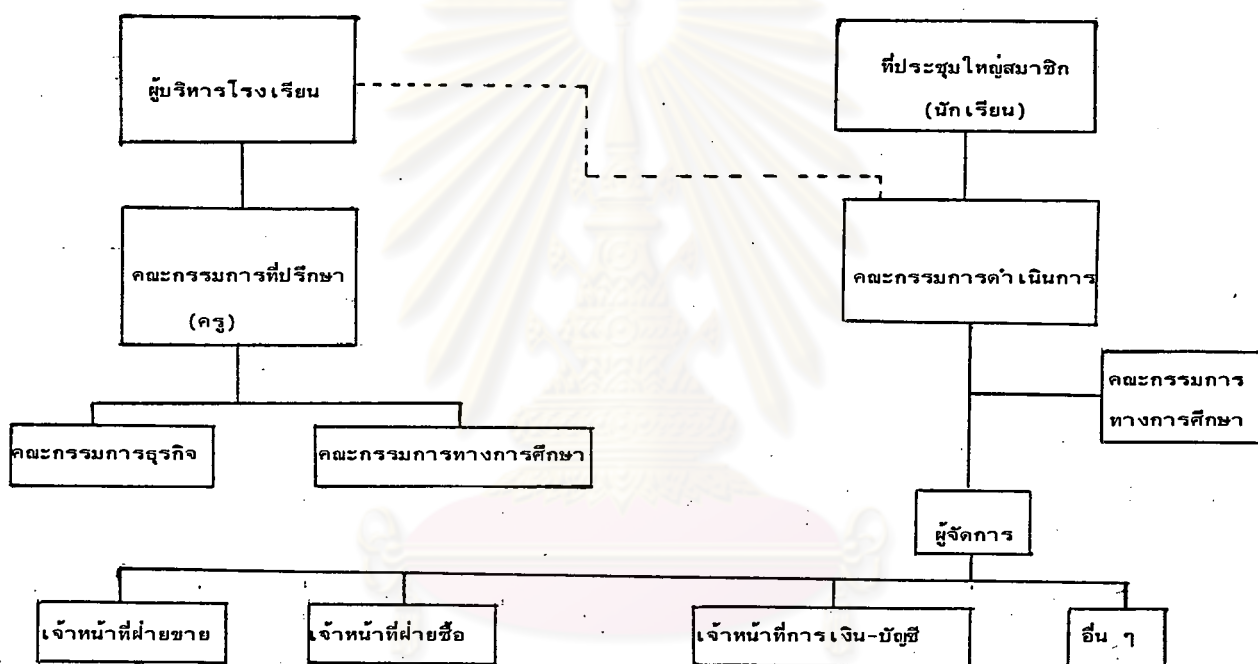 ผู้บริหารโรงเรียน
ที่ประชุมใหญ่สมาชิก
(นักเรียน)
คณะกรรมการที่ปรึกษา
(ครู)
คณะกรรมการดำเนินการ
คณะกรรมการ
ทางการศึกษา
คณะกรรมการธุรกิจ
คณะกรรมการทางการศึกษา
ผู้จัดการ
เจ้าหน้าที่ฝ่ายขาย
เจ้าหน้าที่ฝ่ายซื้อ
เจ้าหน้าที่การเงิน-บัญชี
อื่น ๆ